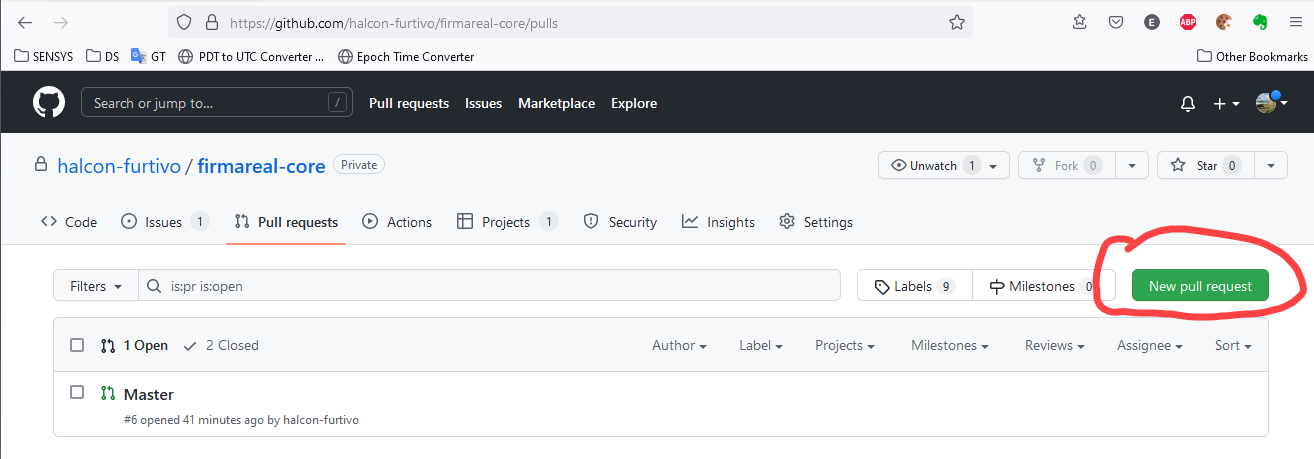 https://github.com/halcon-furtivo/firmareal-core/pulls
E ABP
SENSYS DS GT PDT to UTC Converter ... Epoch Time Converter Other Bookmarks
Search or jump to... / Pull requests Issues Marketplace Explore
halcon-furtivo / firmareal-core Private Unwatch 1 Fork 0 Star 0
Code Issues 1 Pull requests Actions Projects 1 Security Insights Settings
Filters is:pr is:open Labels 9 Milestones 0 New pull request
1 Open 2 Closed Author Label Projects Milestones Reviews Assignee Sort
Master
#6 opened 41 minutes ago by halcon-furtivo